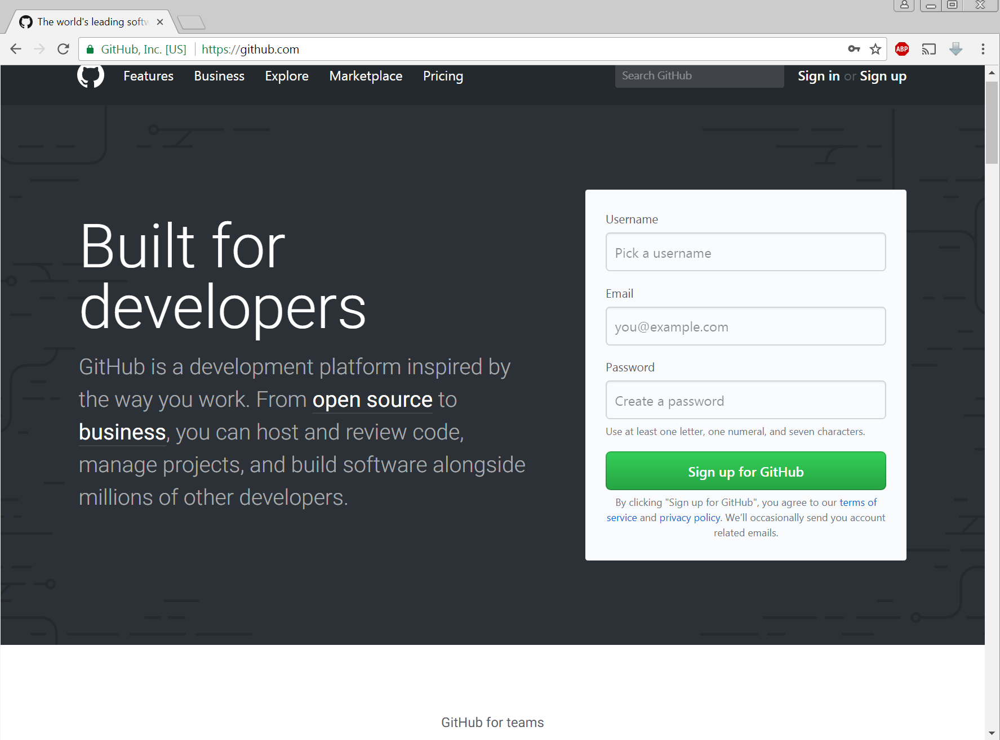 The world's leading softw
GitHub, Inc. [US] https://github.com
ABP
Features Business Explore Marketplace Pricing Search GitHub Sign in or Sign up
Built for
developers
GitHub is a development platform inspired by
the way you work. From open source to
business, you can host and review code,
manage projects, and build software alongside
millions of other developers.
Username
Pick a username
Email
you@example.com
Password
Create a password
Use at least one letter, one numeral, and seven characters.
Sign up for GitHub
By clicking "Sign up for GitHub", you agree to our terms of
service and privacy policy. We’ll occasionally send you account
related emails.
GitHub for teams